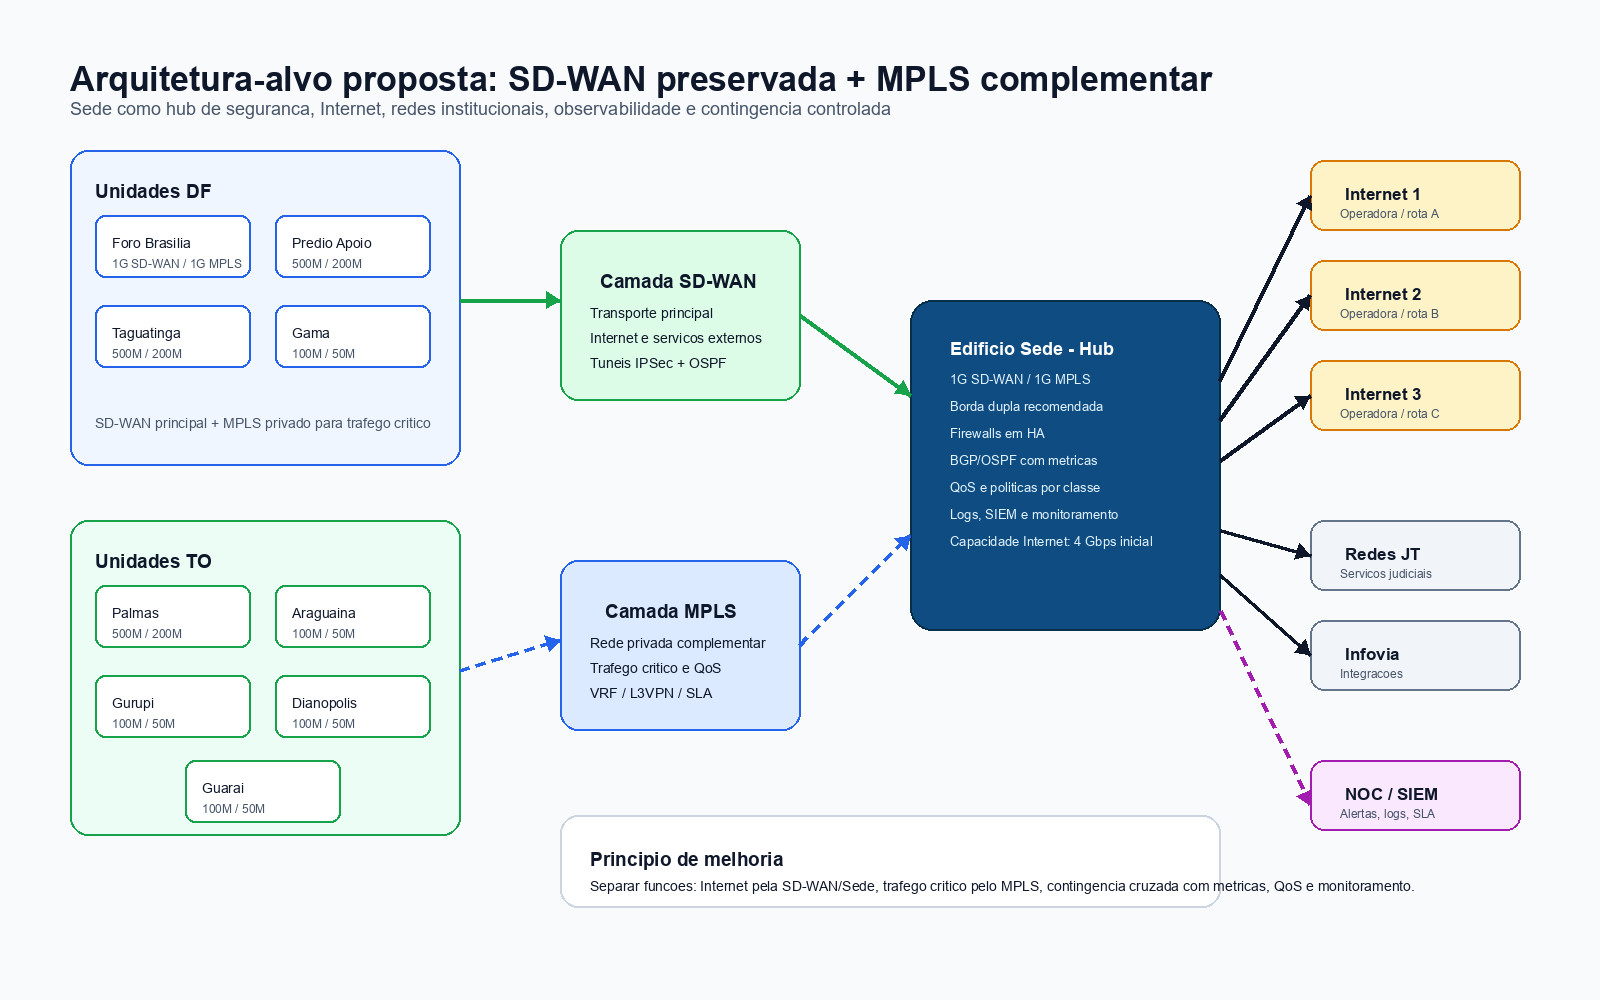 Arquitetura-alvo proposta: SD-WAN preservada + MPLS complementar
Sede como hub de seguranca, Internet, redes institucionais, observabilidade e contingencia controlada
Unidades DF
Foro Brasilia
1G SD-WAN / 1G MPLS
Predio Apoio
500M / 200M
Taguatinga
500M / 200M
Gama
100M / 50M
SD-WAN principal + MPLS privado para trafego critico
Unidades TO
Palmas
500M / 200M
Araguaina
100M / 50M
Gurupi
100M / 50M
Dianopolis
100M / 50M
Guarai
100M / 50M
Camada SD-WAN
Transporte principal
Internet e servicos externos
Tuneis IPSec + OSPF
Camada MPLS
Rede privada complementar
Trafego critico e QoS
VRF / L3VPN / SLA
Edificio Sede - Hub
1G SD-WAN / 1G MPLS
Borda dupla recomendada
Firewalls em HA
BGP/OSPF com metricas
QoS e politicas por classe
Logs, SIEM e monitoramento
Capacidade Internet: 4 Gbps inicial
Internet 1
Operadora / rota A
Internet 2
Operadora / rota B
Internet 3
Operadora / rota C
Redes JT
Servicos judiciais
Infovia
Integracoes
NOC / SIEM
Alertas, logs, SLA
Principio de melhoria
Separar funcoes: Internet pela SD-WAN/Sede, trafego critico pelo MPLS, contingencia cruzada com metricas, QoS e monitoramento.